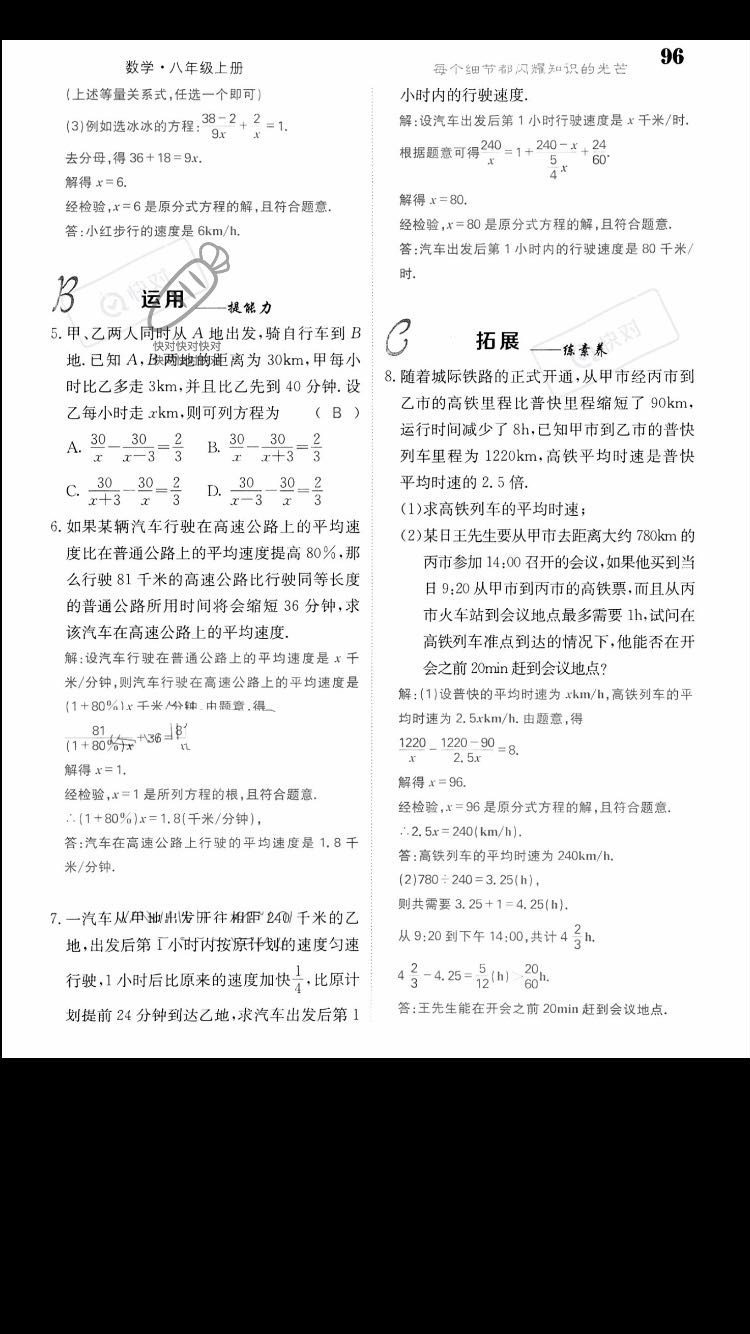 数学·八年级上册
每个细节都闪耀知识的光芒
96
(上述等量关系式,任选一个即可)
(3)例如选冰冰的方程:\frac{38-2}{9x}+\frac{2}{x}=1.
去分母,得 36+18=9x.
解得 x=6.
经检验,x=6 是原分式方程的解,且符合题意.
答:小红步行的速度是 6km/h.
B 运用——提能力
5.甲、乙两人同时从 A 地出发,骑自行车到 B
快对快对快对
地.已知 A,B两地的距离为 30km,甲每小
时比乙多走 3km,并且比乙先到 40 分钟.设
乙每小时走 xkm,则可列方程为 ( B )
A. \frac{30}{x}-\frac{30}{x-3}=\frac{2}{3} B. \frac{30}{x}-\frac{30}{x+3}=\frac{2}{3}
C. \frac{30}{x+3}-\frac{30}{x}=\frac{2}{3} D. \frac{30}{x-3}-\frac{30}{x}=\frac{2}{3}
6.如果某辆汽车行驶在高速公路上的平均速
度比在普通公路上的平均速度提高 80%,那
么行驶 81 千米的高速公路比行驶同等长度
的普通公路所用时间将会缩短 36 分钟,求
该汽车在高速公路上的平均速度.
解:设汽车行驶在普通公路上的平均速度是 x 千
米/分钟,则汽车行驶在高速公路上的平均速度是
(1+80%)x 千米/分钟.由题意,得
\frac{81}{(1+80%)x}+36=\frac{81}{x}
解得 x=1.
经检验,x=1 是所列方程的根,且符合题意.
∴(1+80%)x=1.8(千米/分钟),
答:汽车在高速公路上行驶的平均速度是 1.8 千
米/分钟.
7.一汽车从甲地出发开往相距 240 千米的乙
地,出发后第 1 小时内按原计划的速度匀速
行驶,1 小时后比原来的速度加快\frac{1}{4},比原计
划提前 24 分钟到达乙地,求汽车出发后第 1
小时内的行驶速度.
解:设汽车出发后第 1 小时行驶速度是 x 千米/时.
根据题意可得\frac{240}{x}=1+\frac{240-x}{\frac{5}{4}x}+\frac{24}{60}.
解得 x=80.
经检验,x=80 是原分式方程的解,且符合题意.
答:汽车出发后第 1 小时内的行驶速度是 80 千米/
时.
快对
C 拓展——练素养
8.随着城际铁路的正式开通,从甲市经丙市到
乙市的高铁里程比普快里程缩短了 90km,
运行时间减少了 8h,已知甲市到乙市的普快
列车里程为 1220km,高铁平均时速是普快
平均时速的 2.5 倍.
(1)求高铁列车的平均时速;
(2)某日王先生要从甲市去距离大约 780km 的
丙市参加 14:00 召开的会议,如果他买到当
日 9:20 从甲市到丙市的高铁票,而且从丙
市火车站到会议地点最多需要 1h,试问在
高铁列车准点到达的情况下,他能否在开
会之前 20min 赶到会议地点?
解:(1)设普快的平均时速为 xkm/h,高铁列车的平
均时速为 2.5xkm/h.由题意,得
\frac{1220}{x}-\frac{1220-90}{2.5x}=8.
解得 x=96.
经检验,x=96 是原分式方程的解,且符合题意.
∴2.5x=240(km/h).
答:高铁列车的平均时速为 240km/h.
(2)780÷240=3.25(h),
则共需要 3.25+1=4.25(h).
从 9:20 到下午 14:00,共计 4\frac{2}{3}h.
4\frac{2}{3}-4.25=\frac{5}{12}(h)>\frac{20}{60}h.
答:王先生能在开会之前 20min 赶到会议地点.